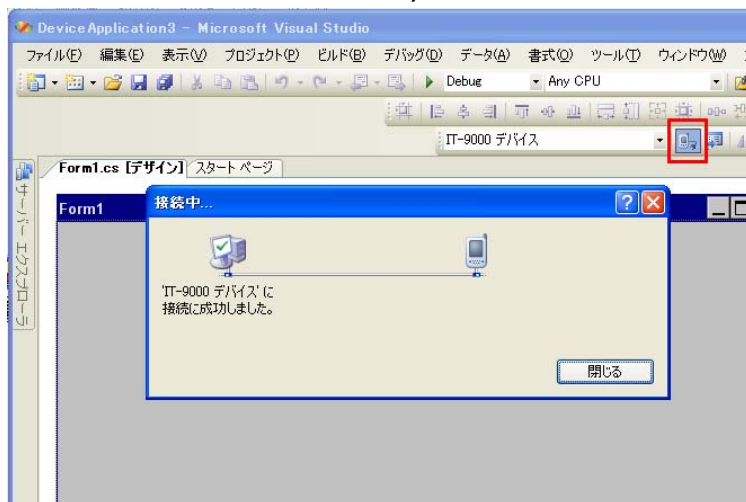 DeviceApplication3 - Microsoft Visual Studio
ファイル(F) 編集(E) 表示(V) プロジェクト(P) ビルド(B) デバッグ(D) データ(A) 書式(O) ツール(T) ウィンドウ(W)
Debug Any CPU
IT-9000 デバイス
Form1.cs [デザイン] スタート ページ
サーバー エクスプローラ
Form1
接続中...
'IT-9000 デバイス' に
接続に成功しました。
閉じる